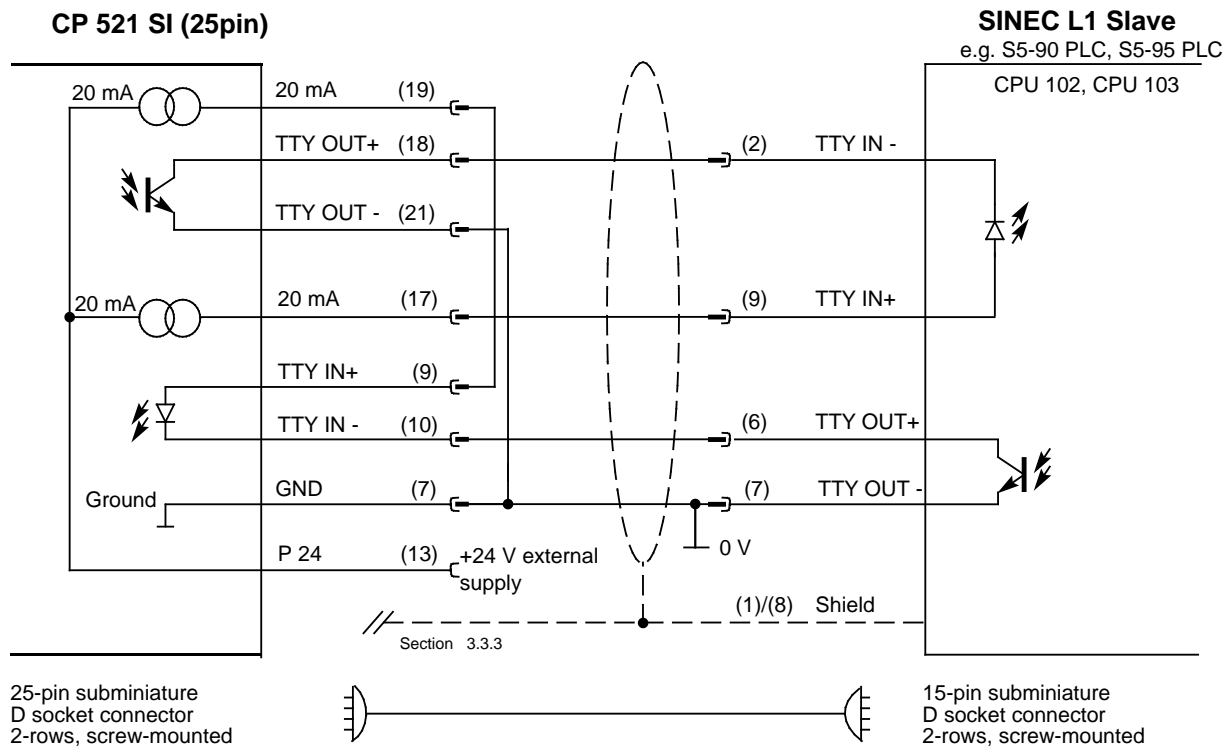 CP 521 SI (25pin)
SINEC L1 Slave
e.g. S5-90 PLC, S5-95 PLC
CPU 102, CPU 103
20 mA
20 mA (19)
TTY OUT+ (18)
(2) TTY IN -
TTY OUT - (21)
20 mA
20 mA (17)
(9) TTY IN+
TTY IN+ (9)
TTY IN - (10)
(6) TTY OUT+
Ground
GND (7)
(7) TTY OUT -
0 V
P 24 (13)
+24 V external
supply
(1)/(8) Shield
Section 3.3.3
25-pin subminiature
D socket connector
2-rows, screw-mounted
15-pin subminiature
D socket connector
2-rows, screw-mounted